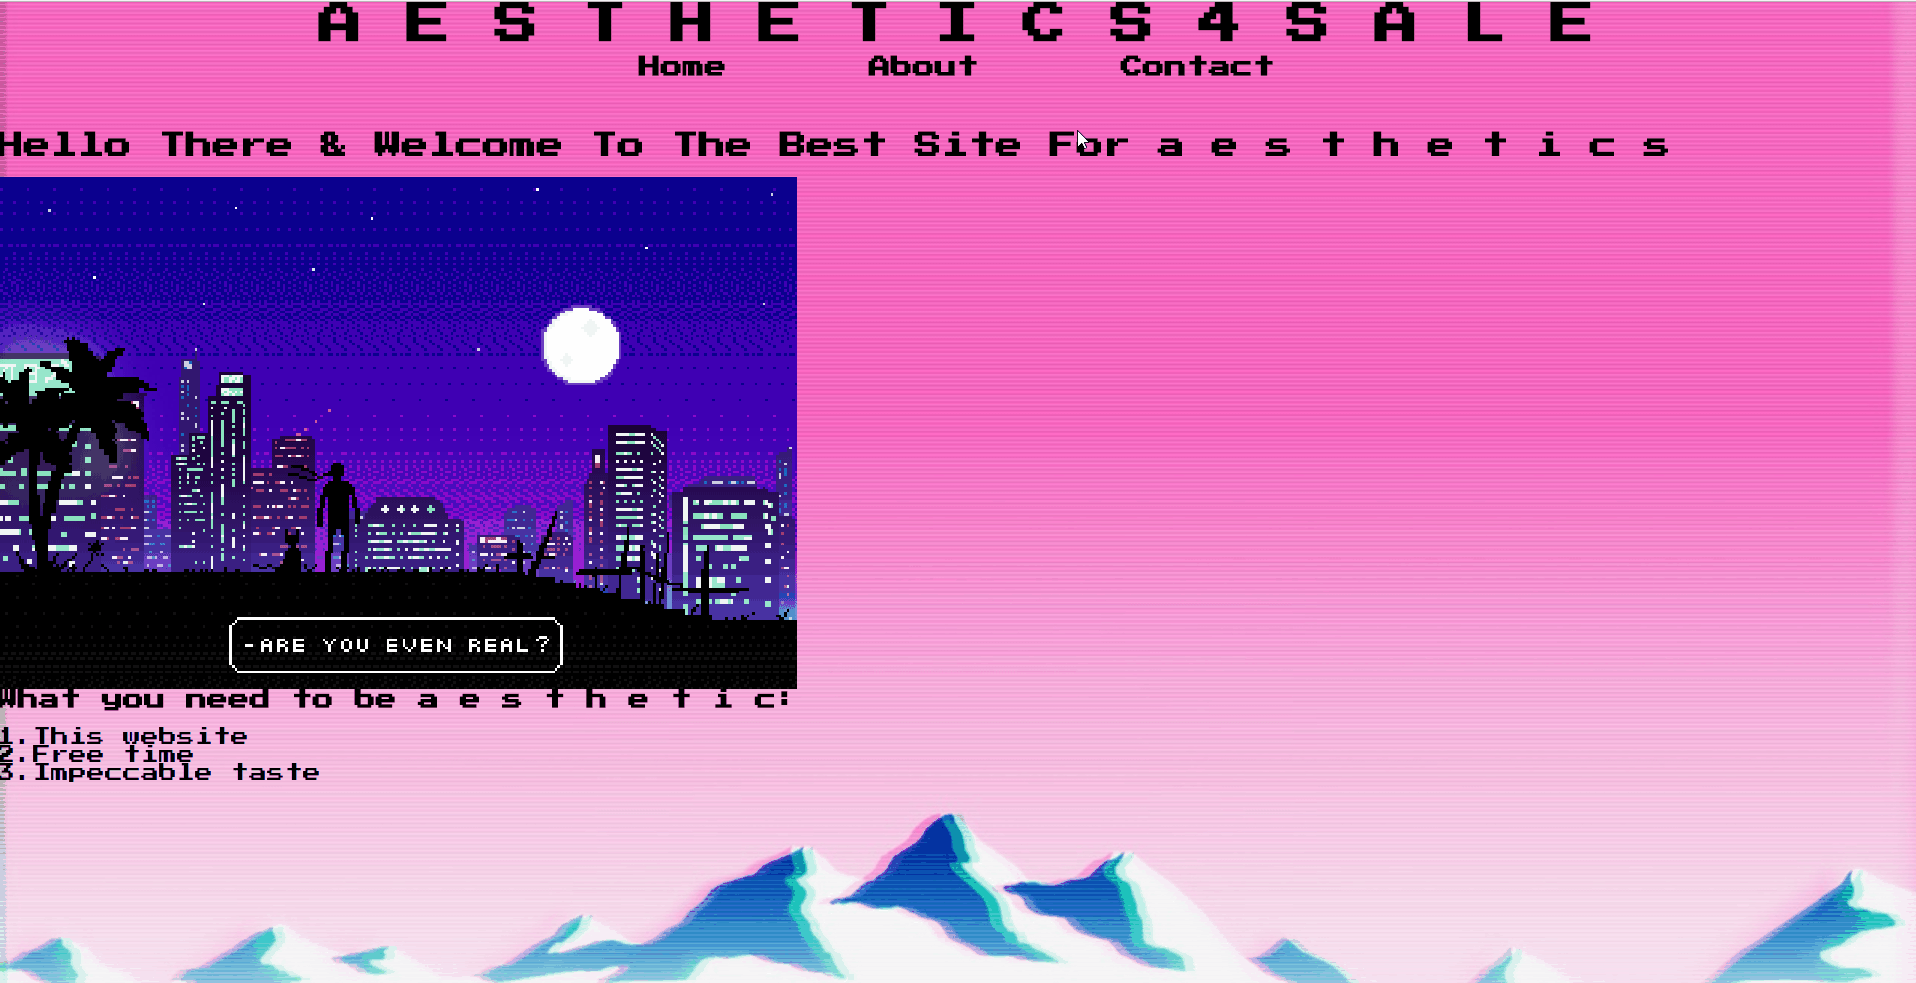 A E S T H E T I C S 4 S A L E
Home About Contact
Hello There & Welcome To The Best Site For a e s t h e t i c s
-ARE YOU EVEN REAL?
What you need to be a e s t h e t i c:
1.This website
2.Free time
3.Impeccable taste